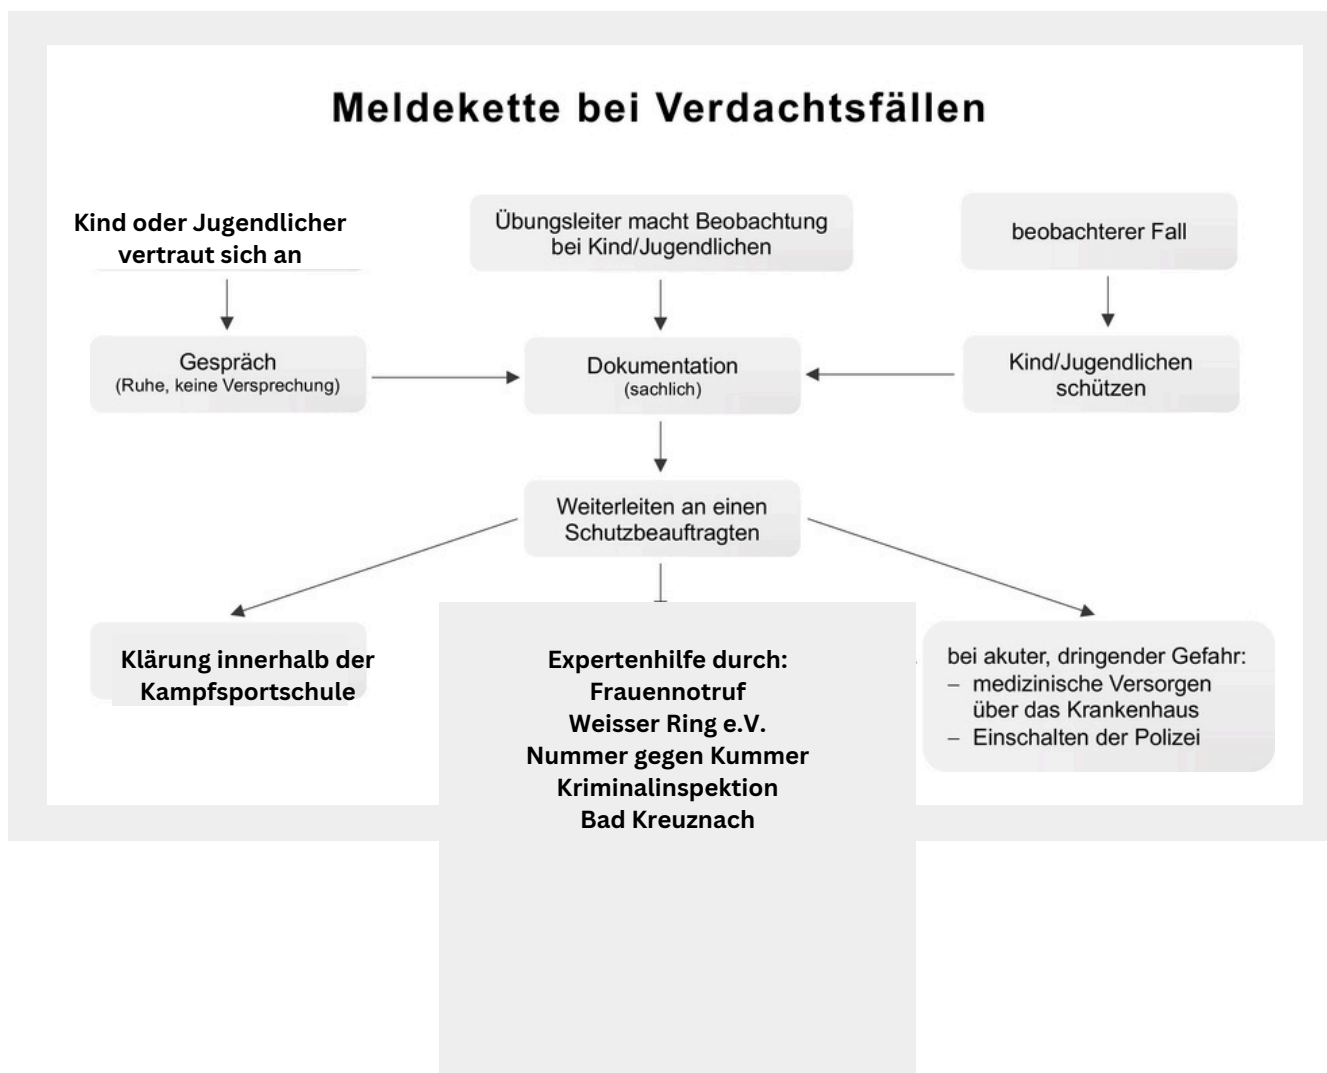 Meldekette bei Verdachtsfällen
Kind oder Jugendlicher
vertraut sich an
Übungsleiter macht Beobachtung
bei Kind/Jugendlichen
beobachterer Fall
Gespräch
(Ruhe, keine Versprechung)
Dokumentation
(sachlich)
Kind/Jugendlichen
schützen
Weiterleiten an einen
Schutzbeauftragten
Klärung innerhalb der
Kampfsportschule
Expertenhilfe durch:
Frauennotruf
Weisser Ring e.V.
Nummer gegen Kummer
Kriminalinspektion
Bad Kreuznach
bei akuter, dringender Gefahr:
– medizinische Versorgen
über das Krankenhaus
– Einschalten der Polizei